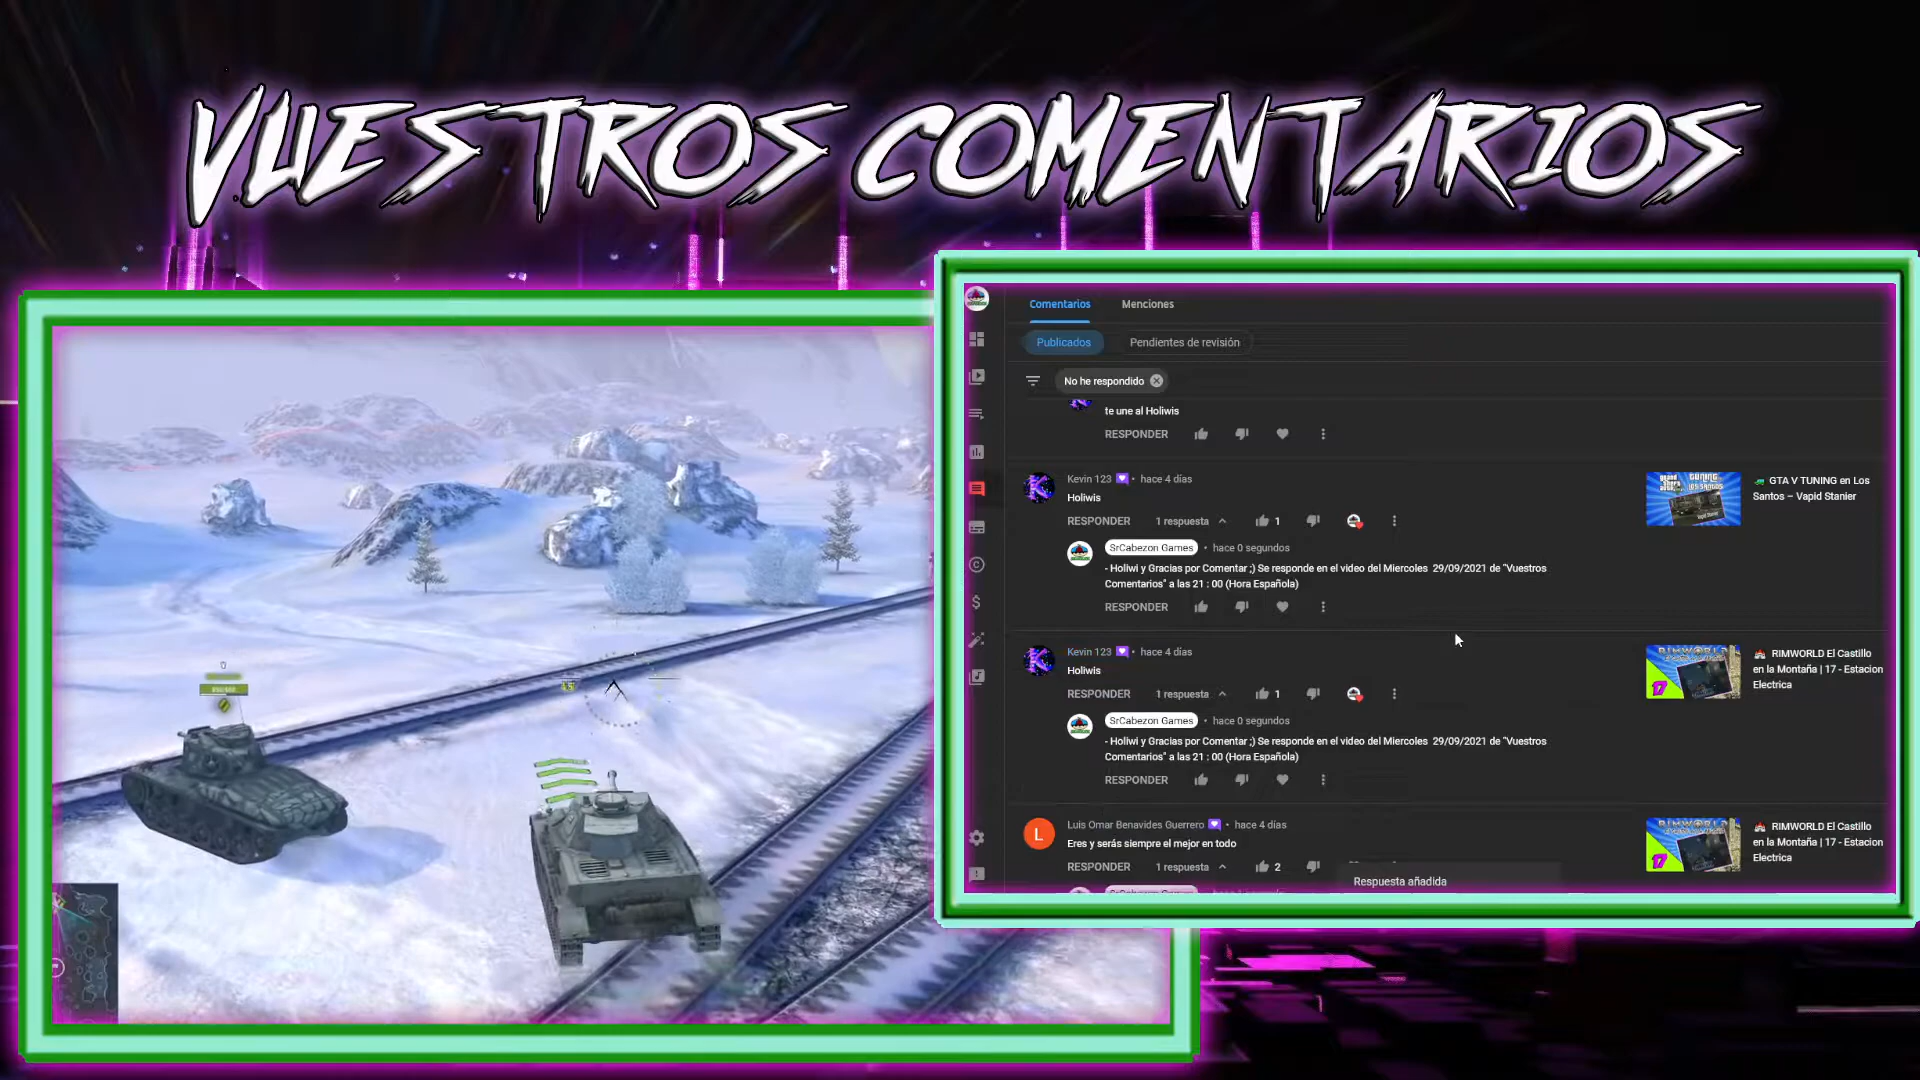 VUESTROS COMENTARIOS
Comentarios
Menciones
Publicados
Pendientes de revisión
No he respondido
te une al Holiwis
RESPONDER
Kevin 123 • hace 4 días
Holiwis
RESPONDER 1 respuesta 1
SrCabezon Games • hace 0 segundos
- Holiwi y Gracias por Comentar ;) Se responde en el video del Miercoles 29/09/2021 de "Vuestros
Comentarios" a las 21 : 00 (Hora Española)
RESPONDER
GTA V TUNING en Los
Santos – Vapid Stanier
Kevin 123 • hace 4 días
Holiwis
RESPONDER 1 respuesta 1
SrCabezon Games • hace 0 segundos
- Holiwi y Gracias por Comentar ;) Se responde en el video del Miercoles 29/09/2021 de "Vuestros
Comentarios" a las 21 : 00 (Hora Española)
RESPONDER
RIMWORLD El Castillo
en la Montaña | 17 - Estacion
Electrica
Luis Omar Benavides Guerrero • hace 4 días
L
Eres y serás siempre el mejor en todo
RESPONDER 1 respuesta 2
RIMWORLD El Castillo
en la Montaña | 17 - Estacion
Electrica
Respuesta añadida